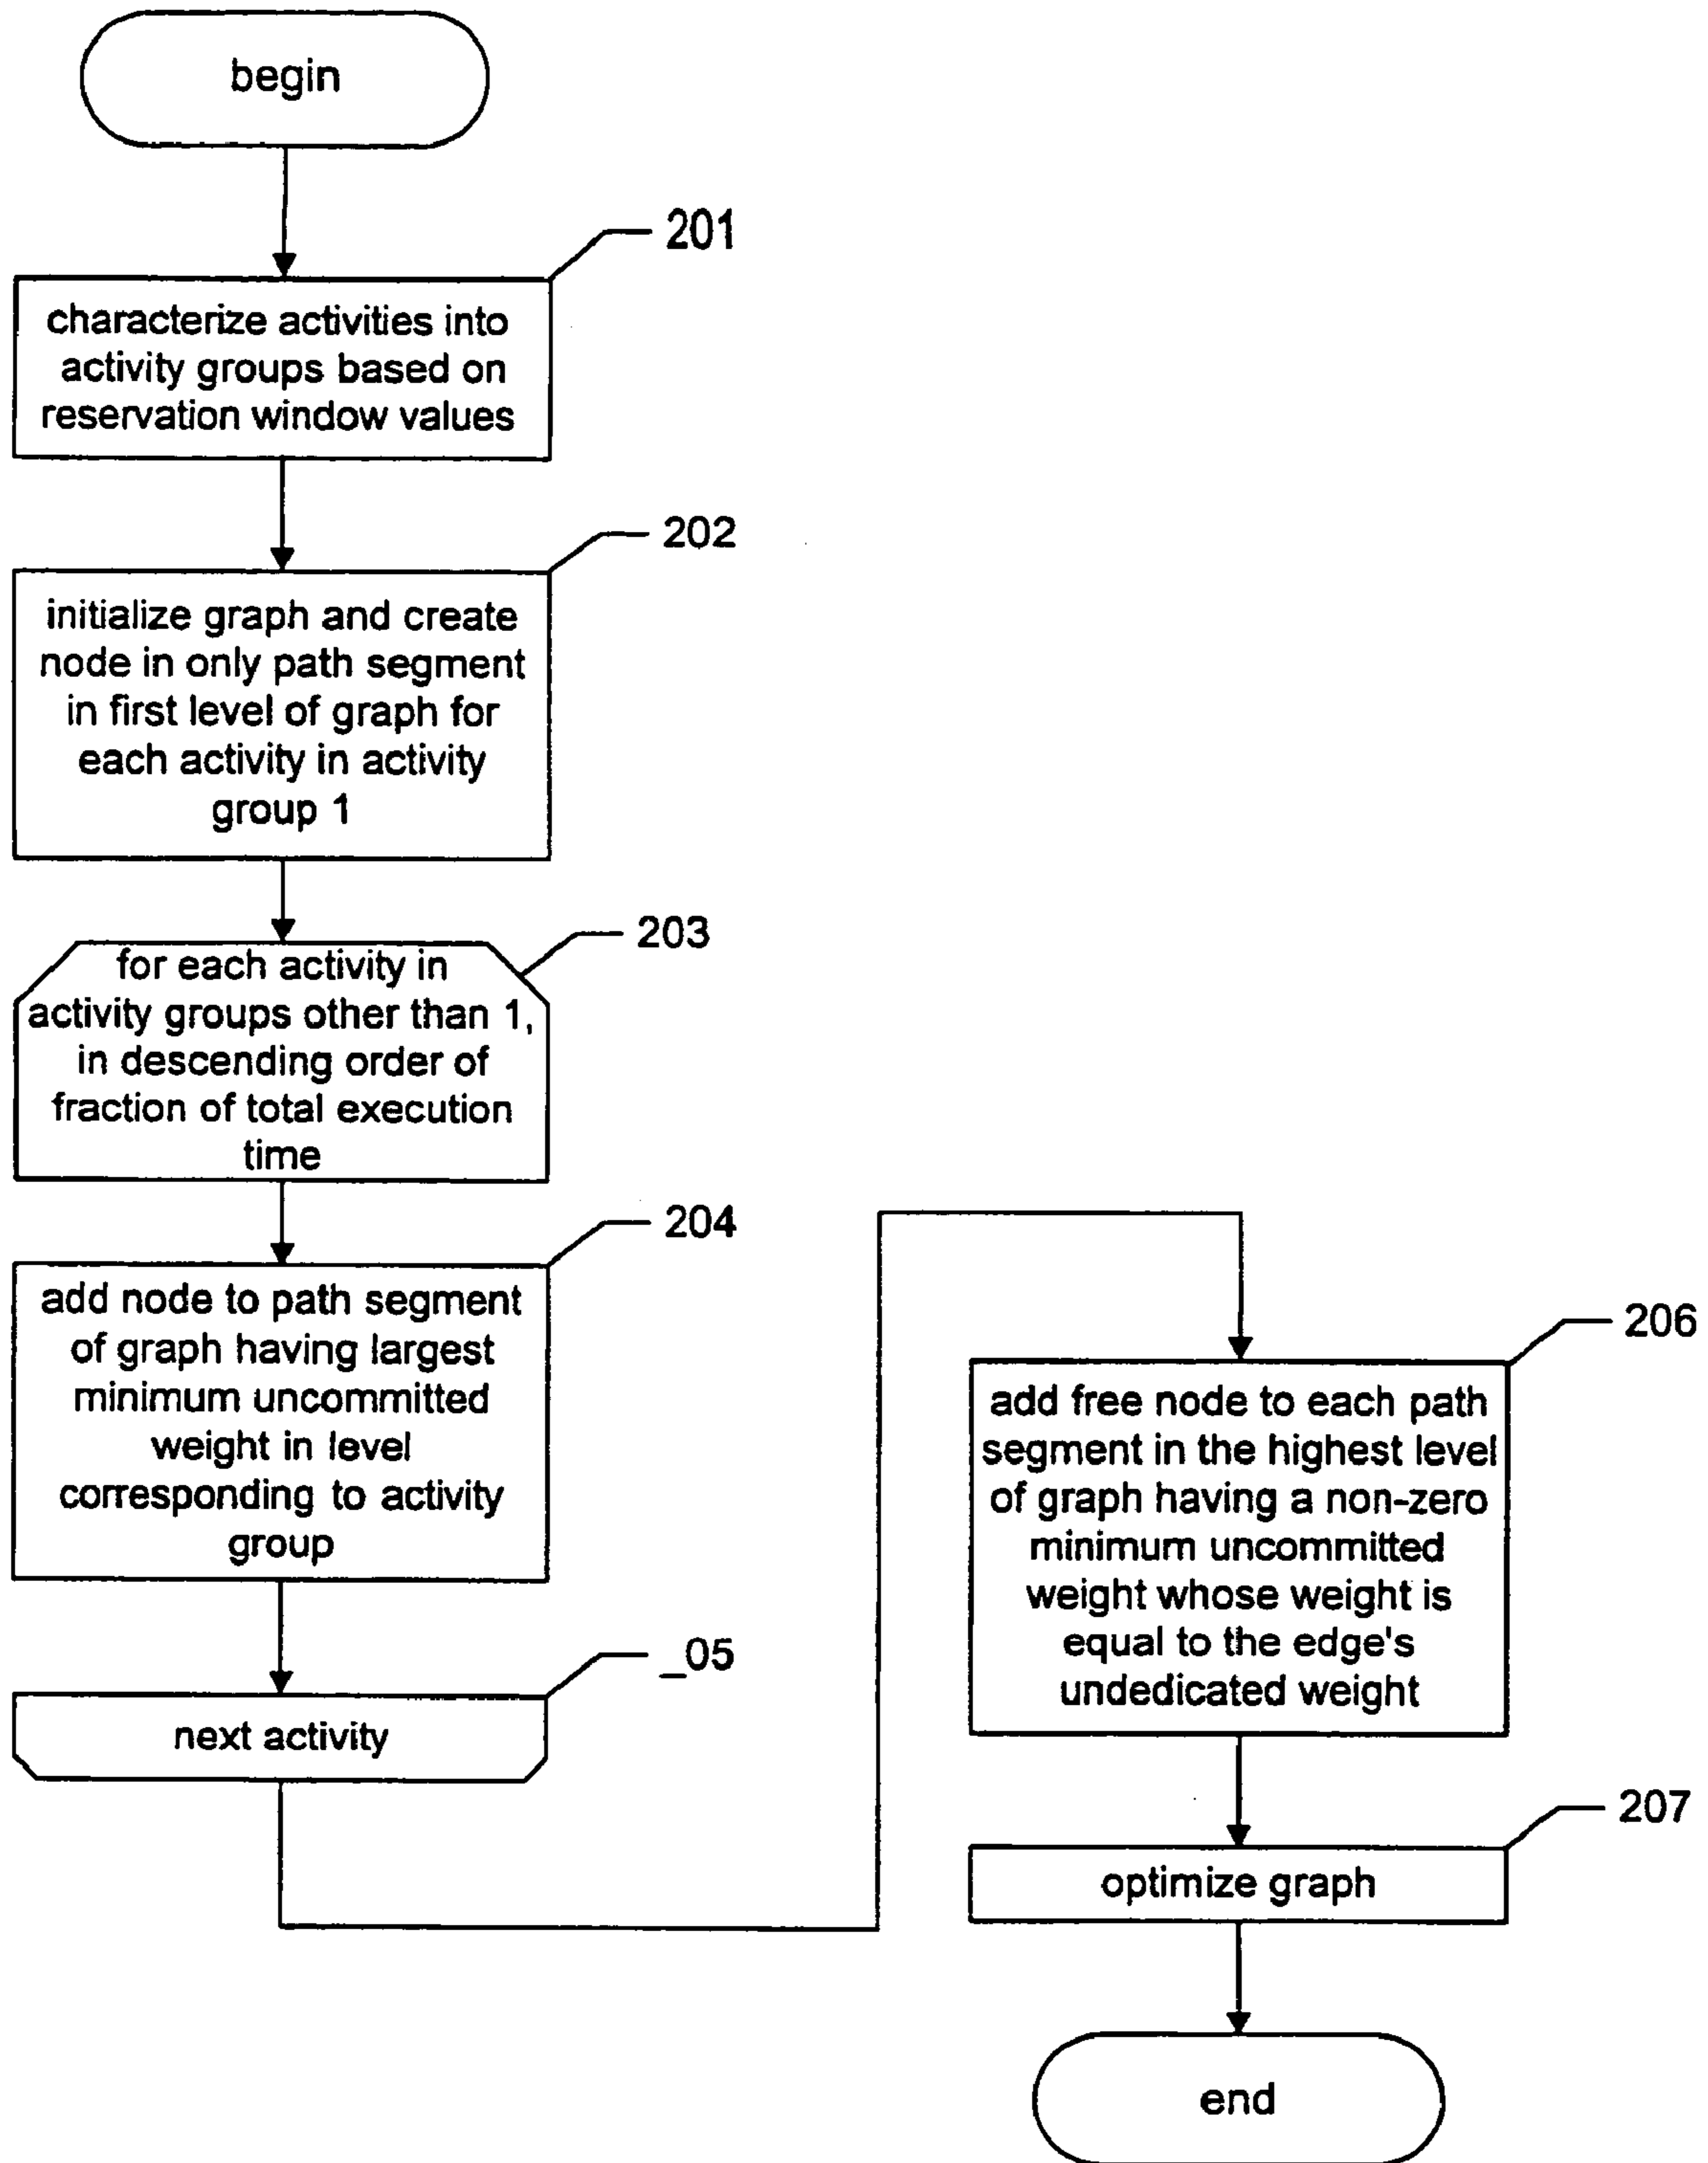 begin
201
characterize activities into
activity groups based on
reservation window values
202
initialize graph and create
node in only path segment
in first level of graph for
each activity in activity
group 1
203
for each activity in
activity groups other than 1,
in descending order of
fraction of total execution
time
204
add node to path segment
of graph having largest
minimum uncommitted
weight in level
corresponding to activity
group
_05
next activity
206
add free node to each path
segment in the highest level
of graph having a non-zero
minimum uncommitted
weight whose weight is
equal to the edge's
undedicated weight
207
optimize graph
end